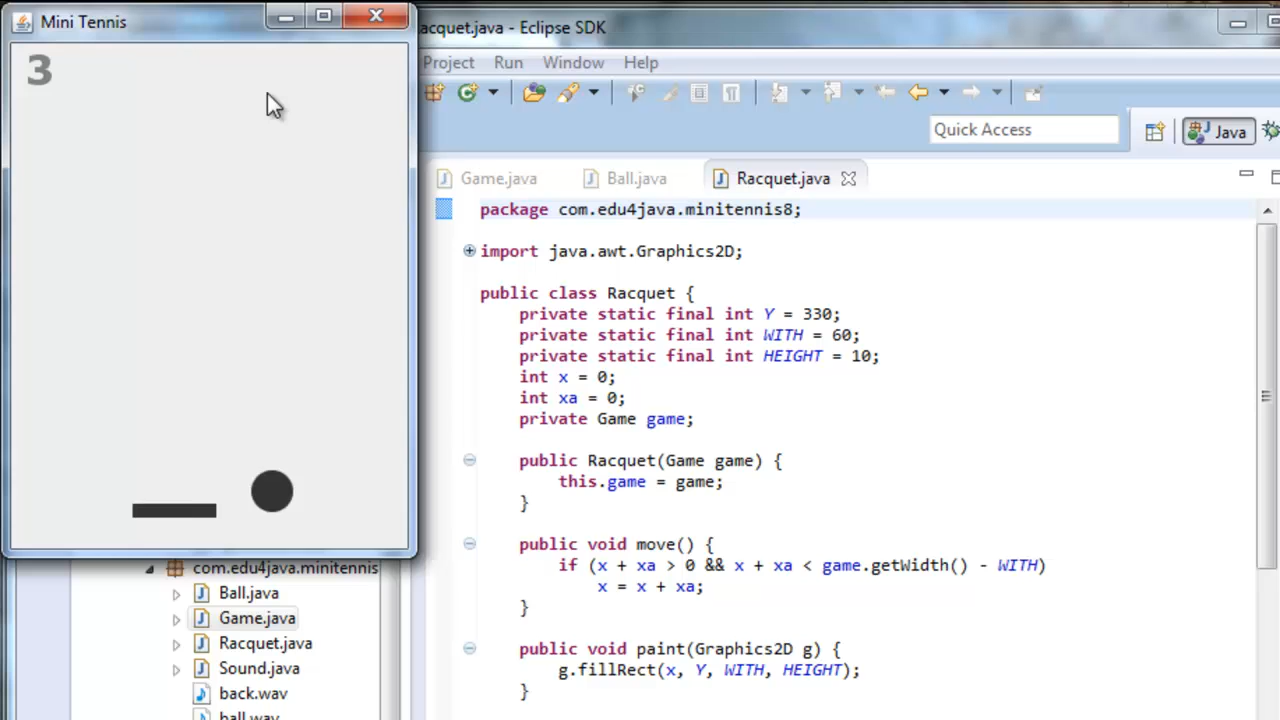 Mini Tennis
3
acquet.java - Eclipse SDK
Project Run Window Help
Quick Access
Java
Game.java Ball.java Racquet.java
package com.edu4java.minitennis8;
import java.awt.Graphics2D;
public class Racquet {
private static final int Y = 330;
private static final int WITH = 60;
private static final int HEIGHT = 10;
int x = 0;
int xa = 0;
private Game game;
public Racquet(Game game) {
this.game = game;
}
public void move() {
if (x + xa > 0 && x + xa < game.getWidth() - WITH)
x = x + xa;
}
public void paint(Graphics2D g) {
g.fillRect(x, Y, WITH, HEIGHT);
}
com.edu4java.minitennis
Ball.java
Game.java
Racquet.java
Sound.java
back.wav
ball.wav